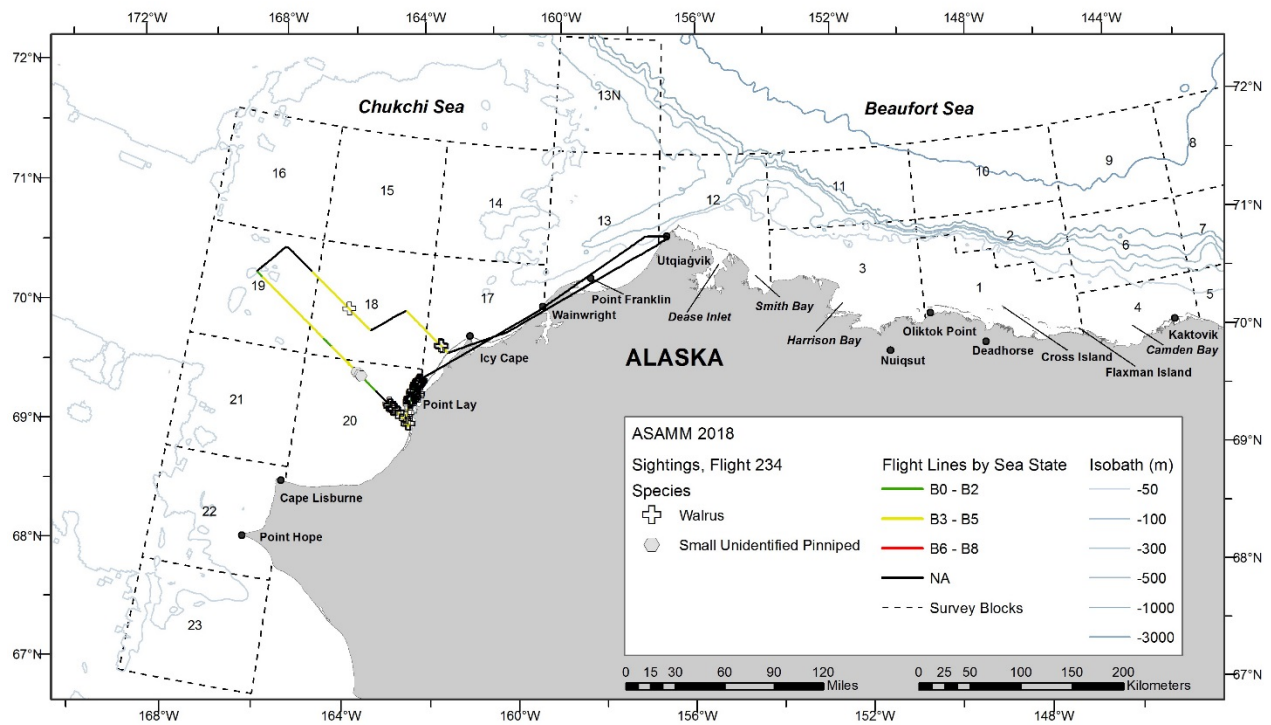 172°W 168°W 164°W 160°W 156°W 152°W 148°W 144°W
72°N
72°N
Chukchi Sea
Beaufort Sea
13N
8
9
10
16
15
11
71°N
71°N
14
12
13
2
7
6
Utqiaġvik
3
19
18
17
Point Franklin
Smith Bay
1
5
4
70°N
70°N
Wainwright
Dease Inlet
Harrison Bay
Oliktok Point
Kaktovik
Icy Cape
ALASKA
Nuiqsut
Deadhorse
Cross Island
Camden Bay
Flaxman Island
21
20
Point Lay
69°N
69°N
Cape Lisburne
22
68°N
68°N
Point Hope
23
67°N
67°N
ASAMM 2018
Sightings, Flight 234
Species
Walrus
Small Unidentified Pinniped
Flight Lines by Sea State
B0 - B2
B3 - B5
B6 - B8
NA
Survey Blocks
Isobath (m)
-50
-100
-300
-500
-1000
-3000
0 15 30 60 90 120
Miles
0 25 50 100 150 200
Kilometers
168°W 164°W 160°W 156°W 152°W 148°W